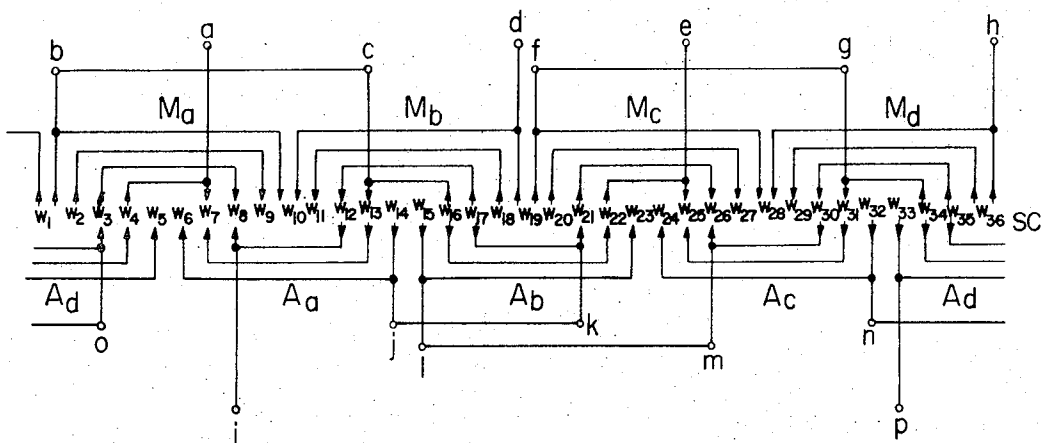 d h
a e
b c f g
Ma Mb Mc Md
W1 W2 W3 W4 W5 W6 W7 W8 W9 W10 W11 W12 W13 W14 W15 W16 W17 W18 W19 W20 W21 W22 W23 W24 W25 W26 W27 W28 W29 W30 W31 W32 W33 W34 W35 W36 SC
Ad Aa Ab Ac Ad
o j k n
l m
i p